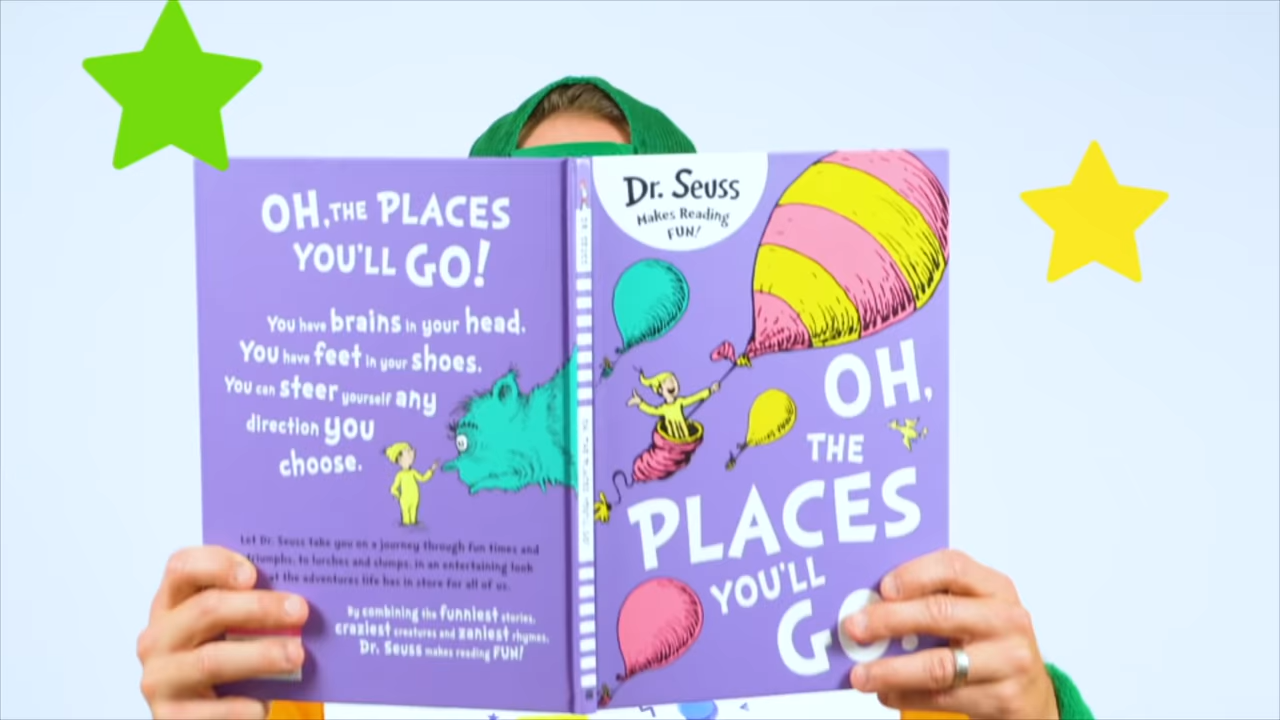 OH, THE PLACES
YOU'LL GO!
You have brains in your head.
You have feet in your shoes.
You can steer yourself any
direction you
choose.
Let Dr. Seuss take you on a journey through fun times and
triumphs, to lurches and slumps, in an entertaining look
at the adventures life has in store for all of us.
By combining the funniest stories,
craziest creatures and zaniest rhymes,
Dr. Seuss makes reading FUN!
Dr. Seuss
Makes Reading
FUN!
OH,
THE
PLACES
YOU'LL
GO!